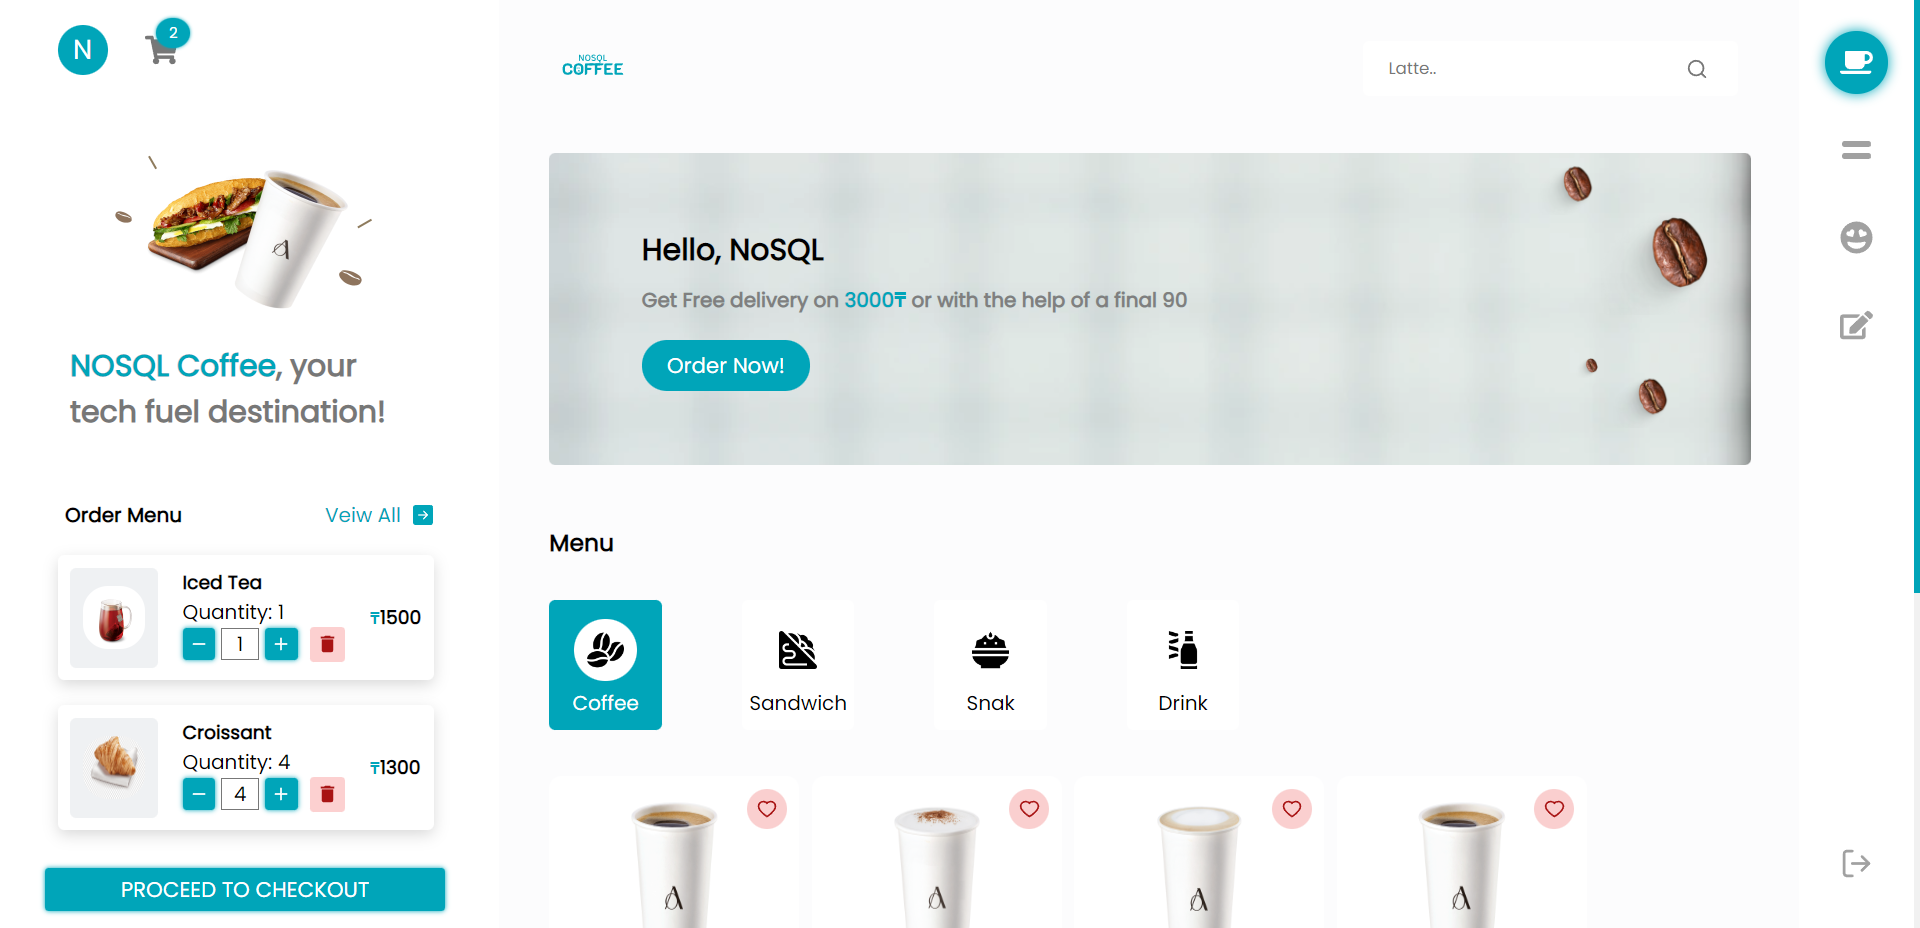 N
2
NOSQL Coffee, your
tech fuel destination!
Order Menu
Veiw All
Iced Tea
Quantity: 1
1
₸1500
Croissant
Quantity: 4
4
₸1300
PROCEED TO CHECKOUT
NOSQL
COFFEE
Latte..
Hello, NoSQL
Get Free delivery on 3000₸ or with the help of a final 90
Order Now!
Menu
Coffee
Sandwich
Snak
Drink